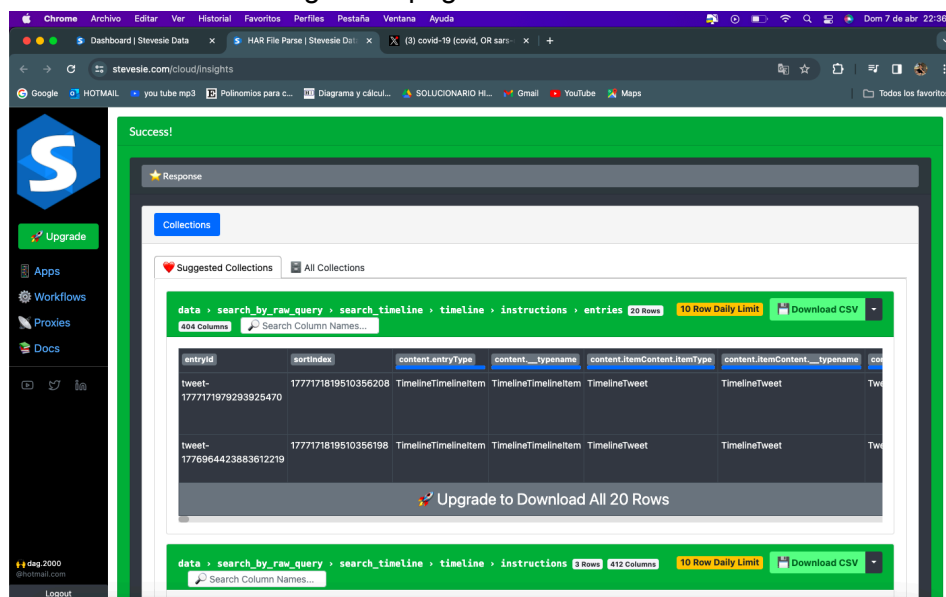 Chrome Archivo Editar Ver Historial Favoritos Perfiles Pestaña Ventana Ayuda Dom 7 de abr 22:36
Dashboard | Stevesie Data HAR File Parse | Stevesie Dat (3) covid-19 (covid, OR sars-
stevesie.com/cloud/insights
Google HOTMAIL you tube mp3 Polinomios para c... Diagrama y cálcul... SOLUCIONARIO HI... Gmail YouTube Maps Todos los favorito
Success!
Response
Collections
Upgrade
Suggested Collections All Collections
Apps
Workflows
Proxies
Docs
data › search_by_raw_query › search_timeline › timeline › instructions › entries 20 Rows 10 Row Daily Limit Download CSV
404 Columns Search Column Names...
entryId sortIndex content.entryType content.__typename content.itemContent.itemType content.itemContent.__typename co
tweet-1777171979293925470 1777171819510356208 TimelineTimelineItem TimelineTimelineItem TimelineTweet TimelineTweet Twe
tweet-1776964423883612219 1777171819510356198 TimelineTimelineItem TimelineTimelineItem TimelineTweet TimelineTweet Twe
Upgrade to Download All 20 Rows
data › search_by_raw_query › search_timeline › timeline › instructions 3 Rows 412 Columns 10 Row Daily Limit Download CSV
Search Column Names...
dag.2000
@hotmail.com
Logout